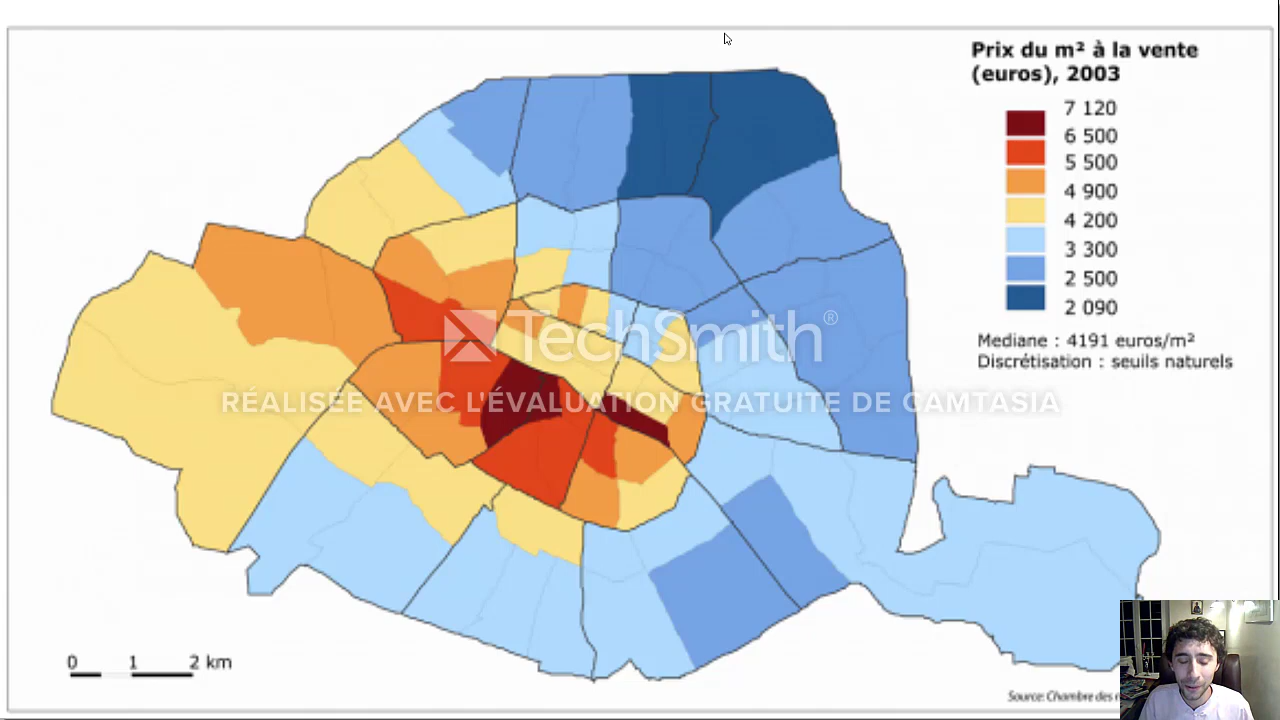 Prix du m² à la vente
(euros), 2003
7 120
6 500
5 500
4 900
4 200
3 300
2 500
2 090
Mediane : 4191 euros/m²
Discrétisation : seuils naturels
TechSmith®
RÉALISÉE AVEC L'ÉVALUATION GRATUITE DE CAMTASIA
0 1 2 km
Source: Chambre des